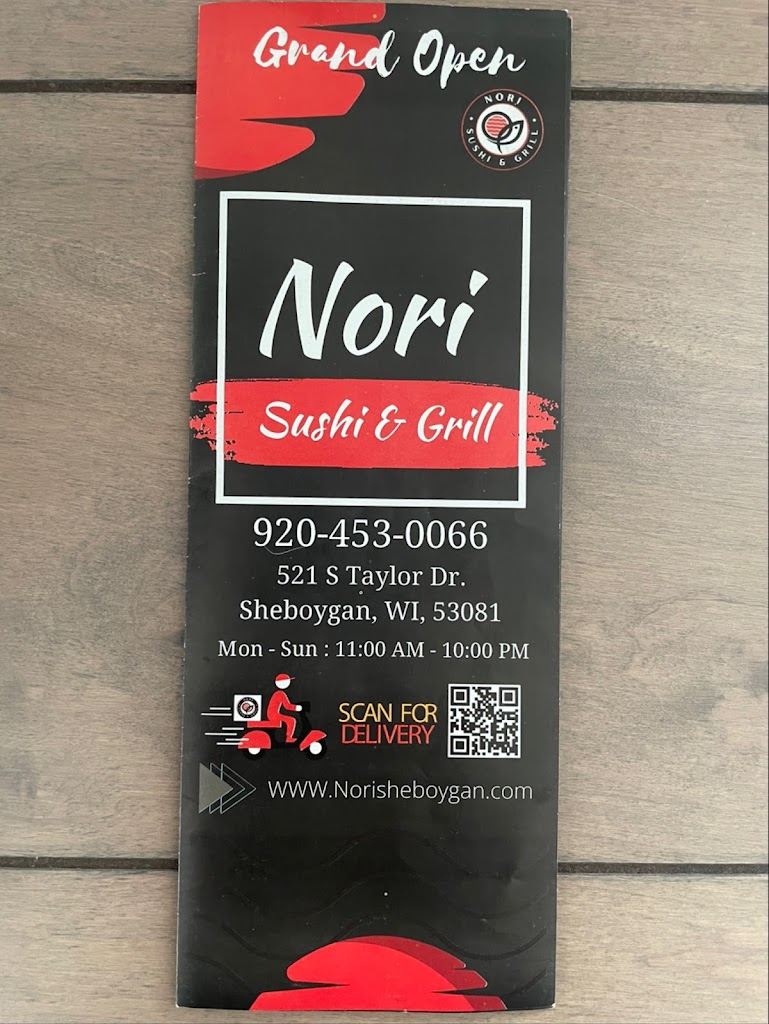 Grand Open
NORI
SUSHI & GRILL
Nori
Sushi & Grill
920-453-0066
521 S Taylor Dr.
Sheboygan, WI, 53081
Mon - Sun : 11:00 AM - 10:00 PM
SCAN FOR
DELIVERY
WWW.Norisheboygan.com